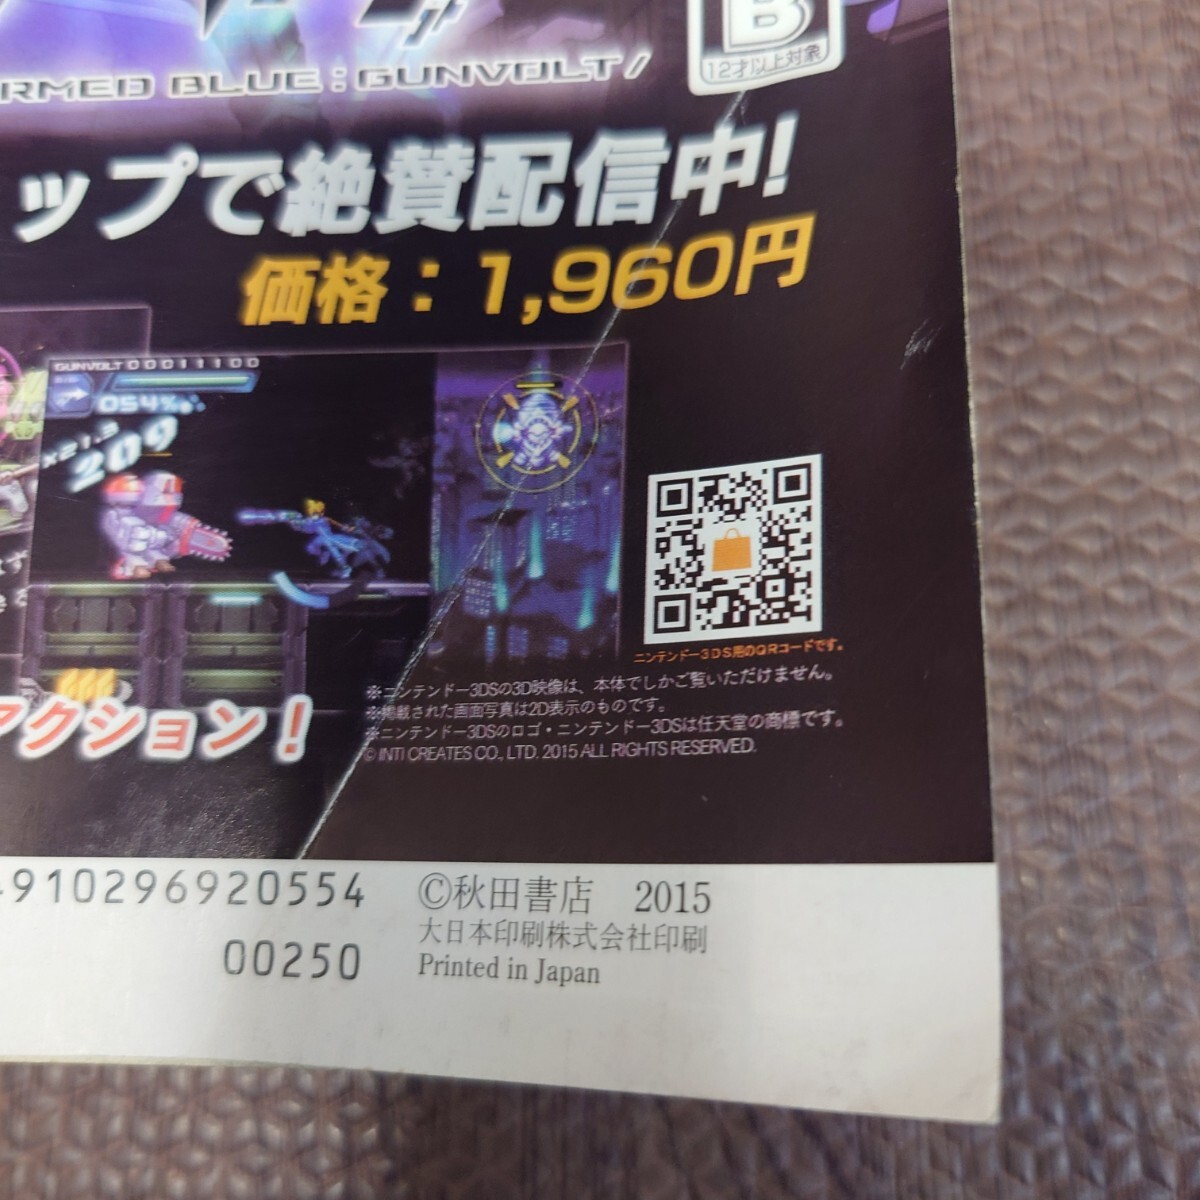 B
12才以上対象
RMED BLUE : GUNVOLT /
ップで絶賛配信中!
価格：1,960円
GUNVOLT 00011100
054%
x21.3
209
ニンテンドー3DS用のQRコードです。
※ニンテンドー3DSの3D映像は、本体でしかご覧いただけません。
※掲載された画面写真は2D表示のものです。
※ニンテンドー3DSのロゴ・ニンテンドー3DSは任天堂の商標です。
© INTI CREATES CO., LTD. 2015 ALL RIGHTS RESERVED.
アクション！
4910296920554
00250
©秋田書店 2015
大日本印刷株式会社印刷
Printed in Japan